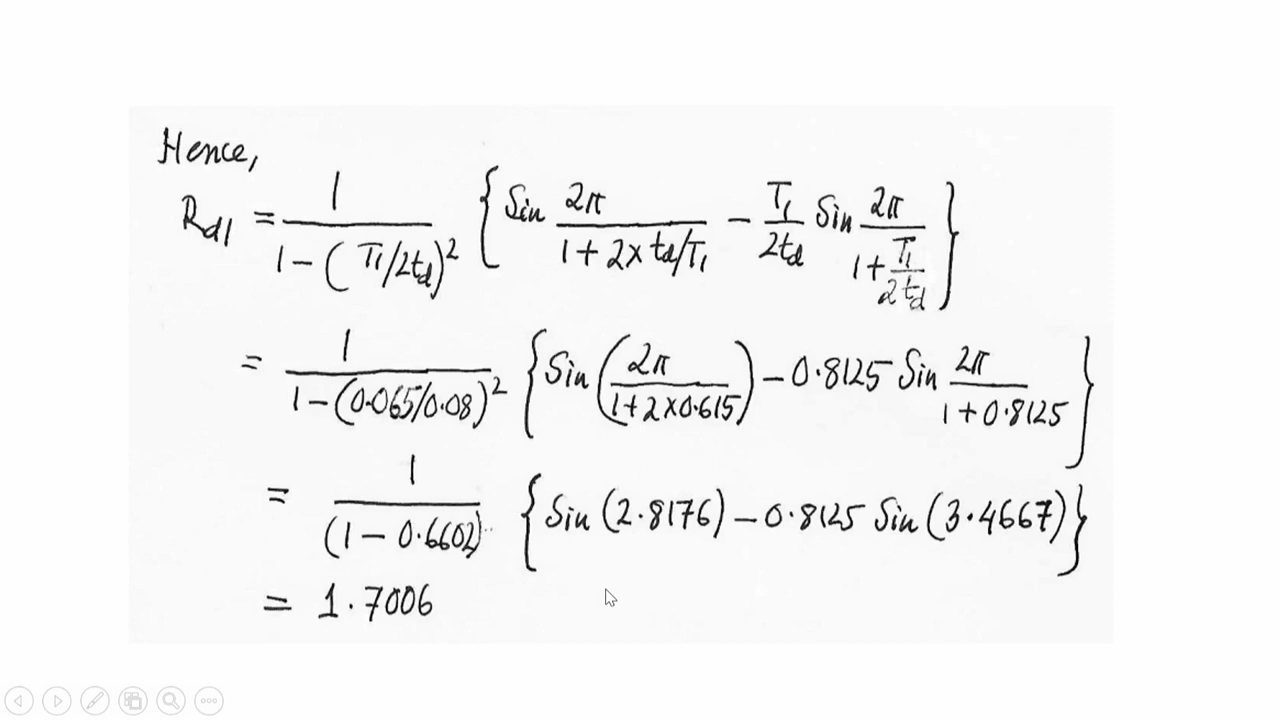 Hence,
Rd1 = 1/(1 - (T1/2td)²) { Sin 2π/(1 + 2 × td/T1) - T1/2td Sin 2π/(1 + T1/2td) }
= 1/(1 - (0.065/0.08)²) { Sin (2π/(1 + 2 × 0.615)) - 0.8125 Sin 2π/(1 + 0.8125) }
= 1/(1 - 0.6602) { Sin (2.8176) - 0.8125 Sin (3.4667) }
= 1.7006